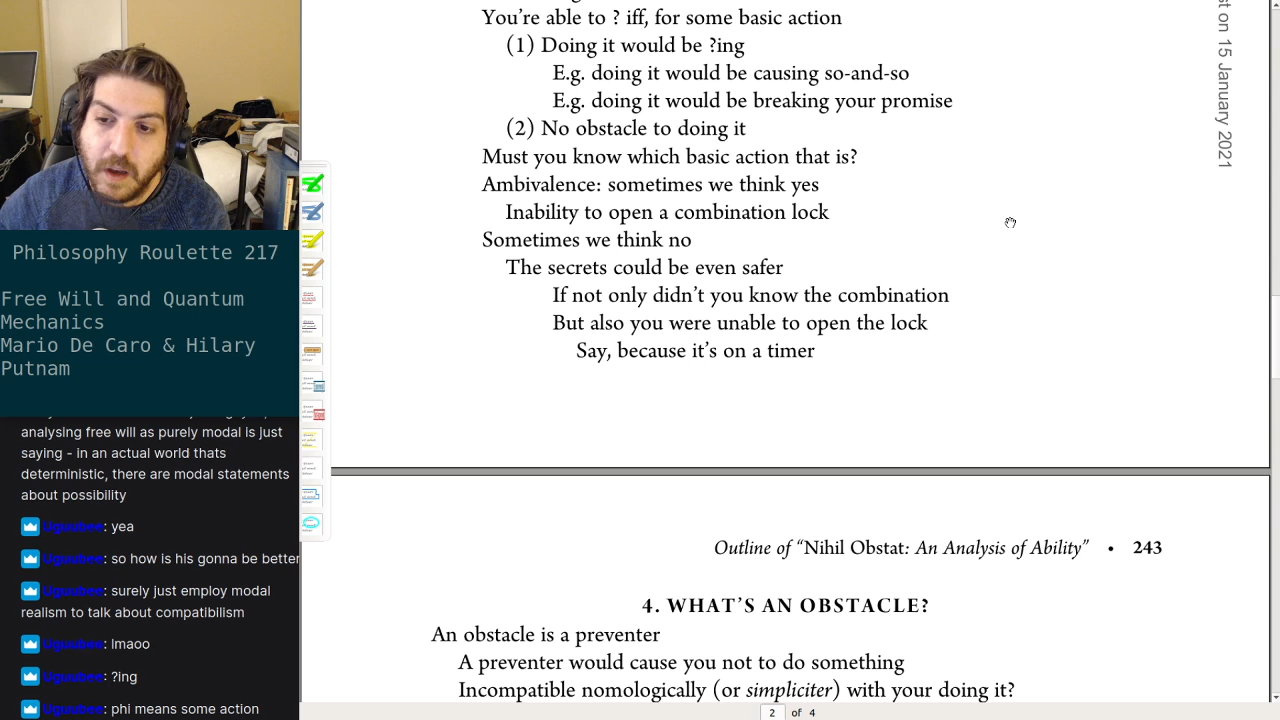 You're able to ? iff, for some basic action
(1) Doing it would be ?ing
E.g. doing it would be causing so-and-so
E.g. doing it would be breaking your promise
(2) No obstacle to doing it
Must you know which basic action that is?
Ambivalence: sometimes we think yes
Inability to open a combination lock
Sometimes we think no
The secrets could be even safer
If not only didn't you know the combination
But also you were unable to open the lock
Say, because it's on a timer
st on 15 January 2021
Outline of "Nihil Obstat: An Analysis of Ability" • 243
4. WHAT'S AN OBSTACLE?
An obstacle is a preventer
A preventer would cause you not to do something
Incompatible nomologically (or simpliciter) with your doing it?
2 of 4
Philosophy Roulette 217
Free Will and Quantum
Mechanics
Mario De Caro & Hilary
Putnam
analysing free will as purely modal is just
saying - in an actual world thats
deterministic, there are modal statements
about possibility
Uguubee: yea
Uguubee: so how is his gonna be better
Uguubee: surely just employ modal
realism to talk about compatibilism
Uguubee: lmaoo
Uguubee: ?ing
Uguubee: phi means some action